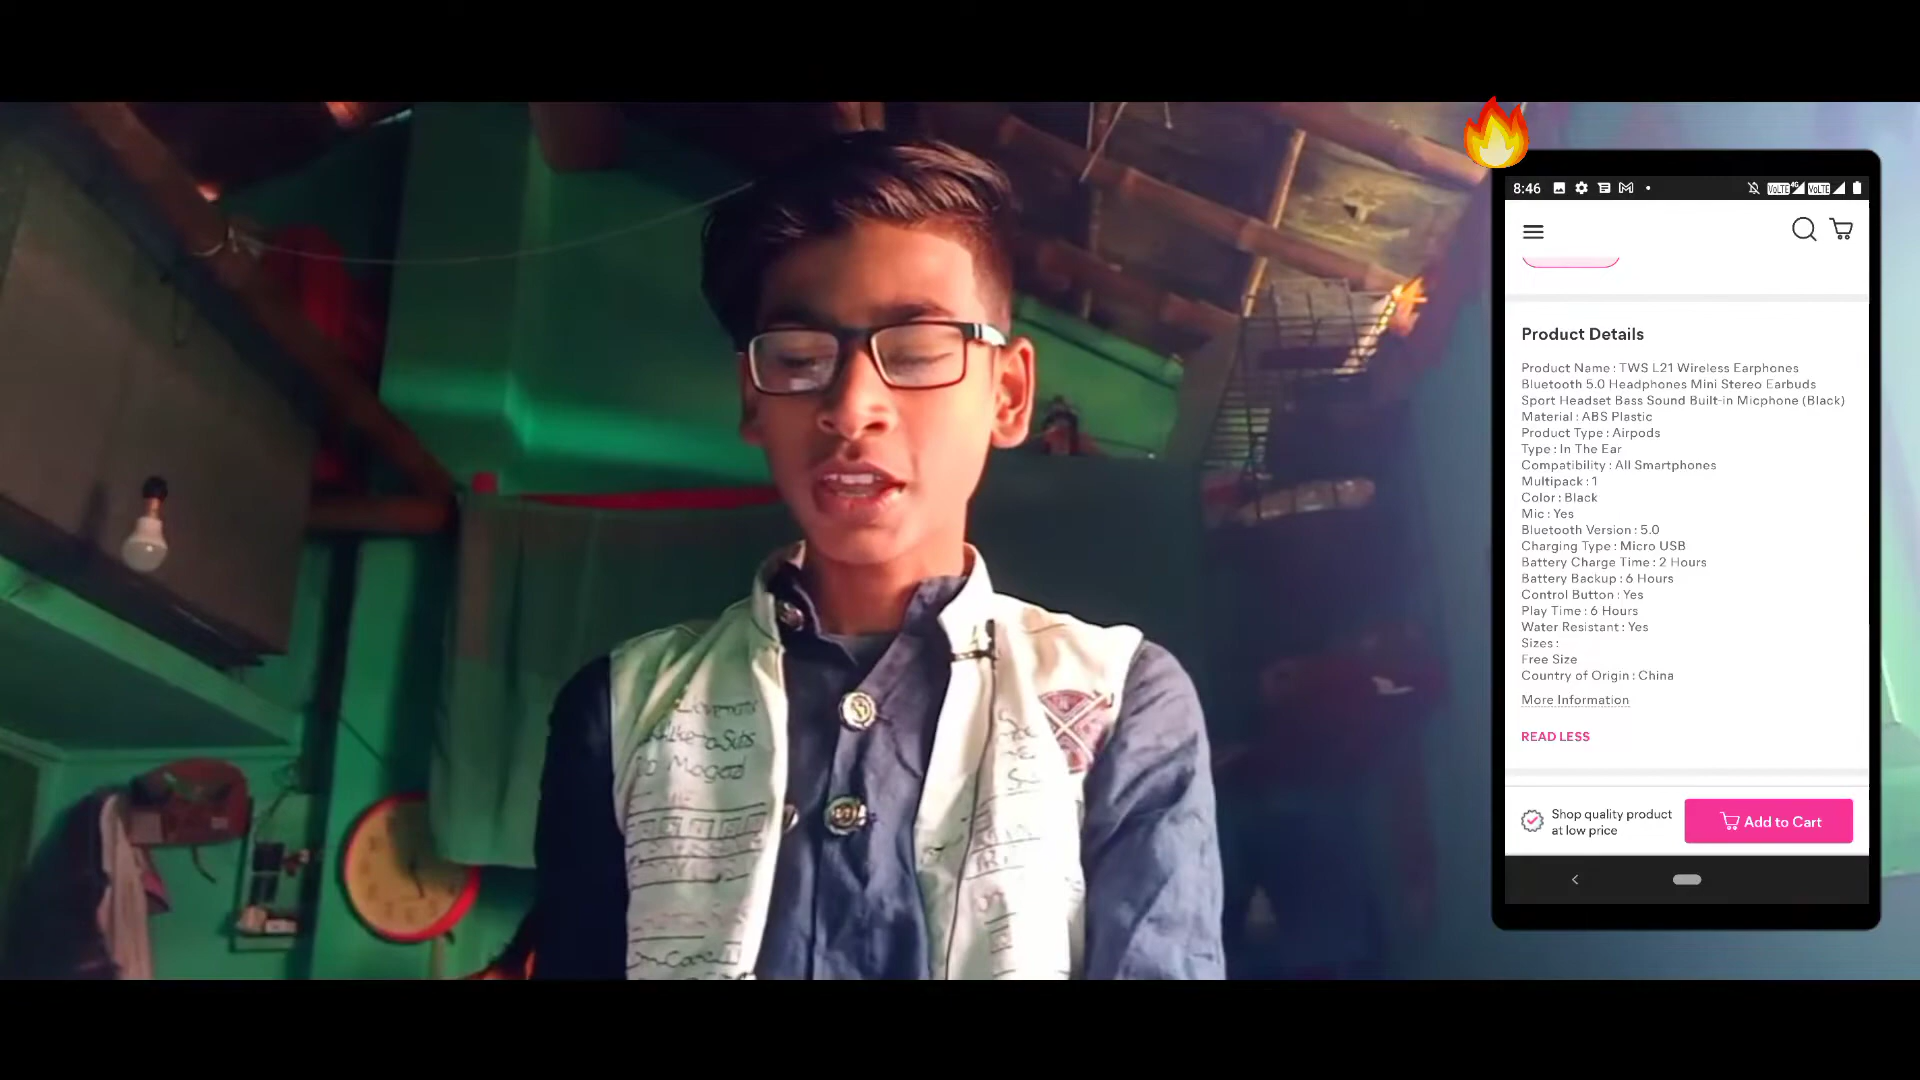 8:46
VoLTE 4G VoLTE
Product Details
Product Name : TWS L21 Wireless Earphones
Bluetooth 5.0 Headphones Mini Stereo Earbuds
Sport Headset Bass Sound Built-in Micphone (Black)
Material : ABS Plastic
Product Type : Airpods
Type : In The Ear
Compatibility : All Smartphones
Multipack : 1
Color : Black
Mic : Yes
Bluetooth Version : 5.0
Charging Type : Micro USB
Battery Charge Time : 2 Hours
Battery Backup : 6 Hours
Control Button : Yes
Play Time : 6 Hours
Water Resistant : Yes
Sizes :
Free Size
Country of Origin : China
More Information
READ LESS
Shop quality product
at low price
Add to Cart